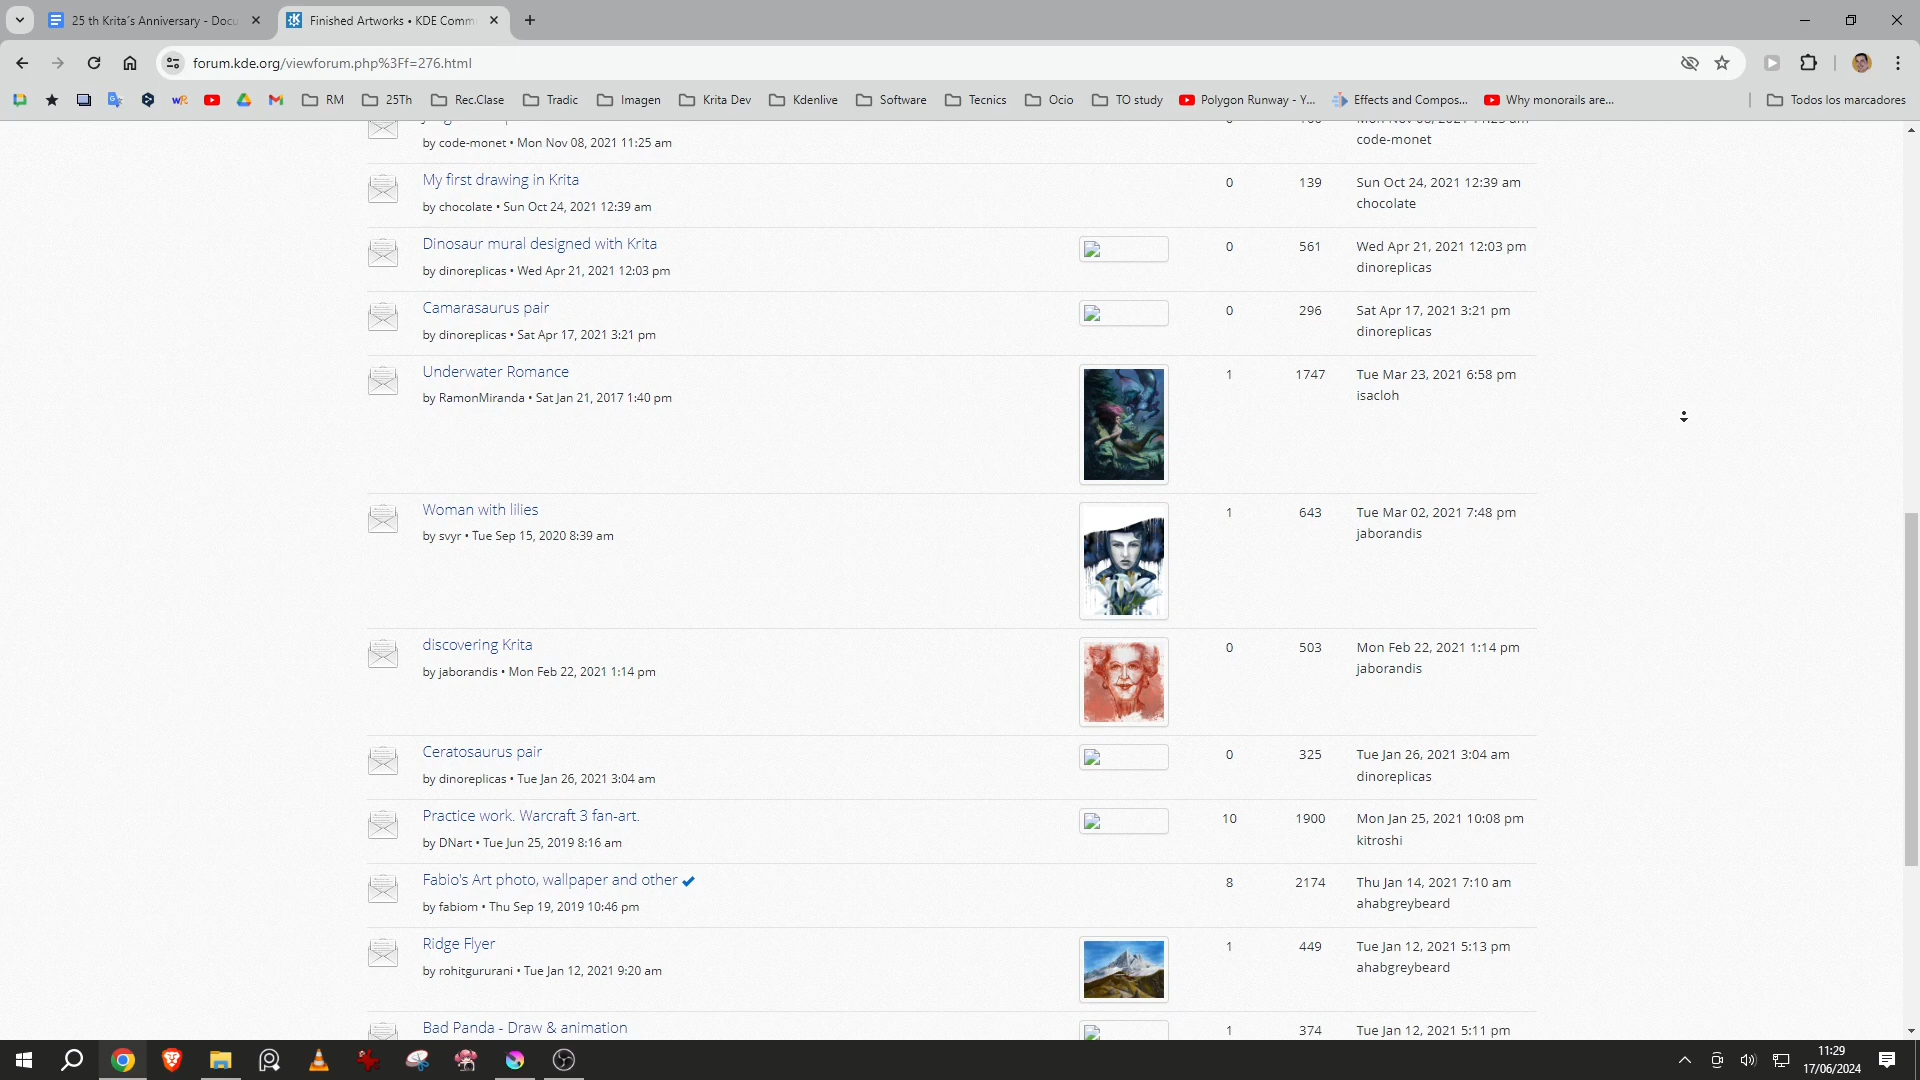 25 th Krita´s Anniversary - Docu
Finished Artworks • KDE Comm
forum.kde.org/viewforum.php%3Ff=276.html
RM
25Th
Rec.Clase
Tradic
Imagen
Krita Dev
Kdenlive
Software
Tecnics
Ocio
TO study
Polygon Runway - Y...
Effects and Compos...
Why monorails are...
Todos los marcadores
by code-monet • Mon Nov 08, 2021 11:25 am
code-monet
My first drawing in Krita
by chocolate • Sun Oct 24, 2021 12:39 am
0
139
Sun Oct 24, 2021 12:39 am
chocolate
Dinosaur mural designed with Krita
by dinoreplicas • Wed Apr 21, 2021 12:03 pm
0
561
Wed Apr 21, 2021 12:03 pm
dinoreplicas
Camarasaurus pair
by dinoreplicas • Sat Apr 17, 2021 3:21 pm
0
296
Sat Apr 17, 2021 3:21 pm
dinoreplicas
Underwater Romance
by RamonMiranda • Sat Jan 21, 2017 1:40 pm
1
1747
Tue Mar 23, 2021 6:58 pm
isacloh
Woman with lilies
by svyr • Tue Sep 15, 2020 8:39 am
1
643
Tue Mar 02, 2021 7:48 pm
jaborandis
discovering Krita
by jaborandis • Mon Feb 22, 2021 1:14 pm
0
503
Mon Feb 22, 2021 1:14 pm
jaborandis
Ceratosaurus pair
by dinoreplicas • Tue Jan 26, 2021 3:04 am
0
325
Tue Jan 26, 2021 3:04 am
dinoreplicas
Practice work. Warcraft 3 fan-art.
by DNart • Tue Jun 25, 2019 8:16 am
10
1900
Mon Jan 25, 2021 10:08 pm
kitroshi
Fabio's Art photo, wallpaper and other
by fabiom • Thu Sep 19, 2019 10:46 pm
8
2174
Thu Jan 14, 2021 7:10 am
ahabgreybeard
Ridge Flyer
by rohitgururani • Tue Jan 12, 2021 9:20 am
1
449
Tue Jan 12, 2021 5:13 pm
ahabgreybeard
Bad Panda - Draw & animation
1
374
Tue Jan 12, 2021 5:11 pm
11:29
17/06/2024